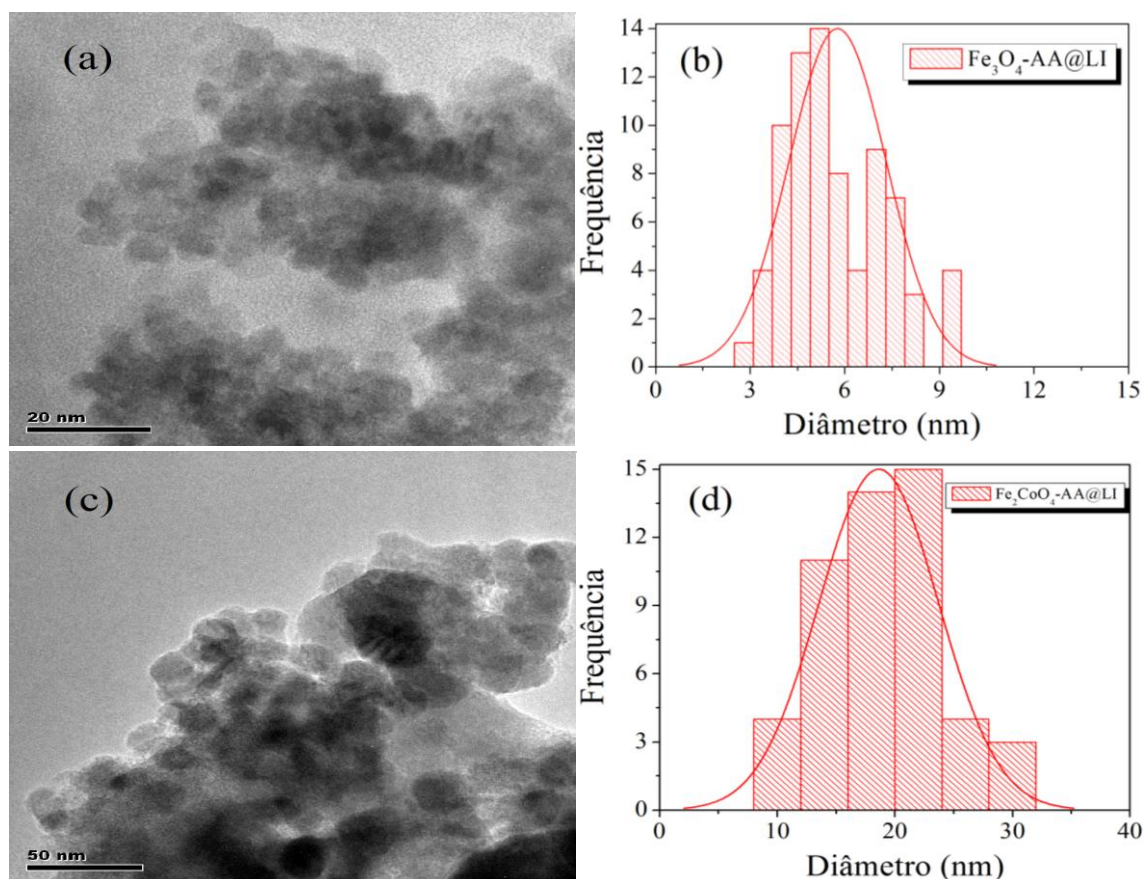 (a)
20 nm
(b)
Fe₃O₄-AA@LI
Frequência
14
12
10
8
6
4
2
0
0 3 6 9 12 15
Diâmetro (nm)
(c)
50 nm
(d)
Fe₂CoO₄-AA@LI
Frequência
15
12
9
6
3
0
0 10 20 30 40
Diâmetro (nm)